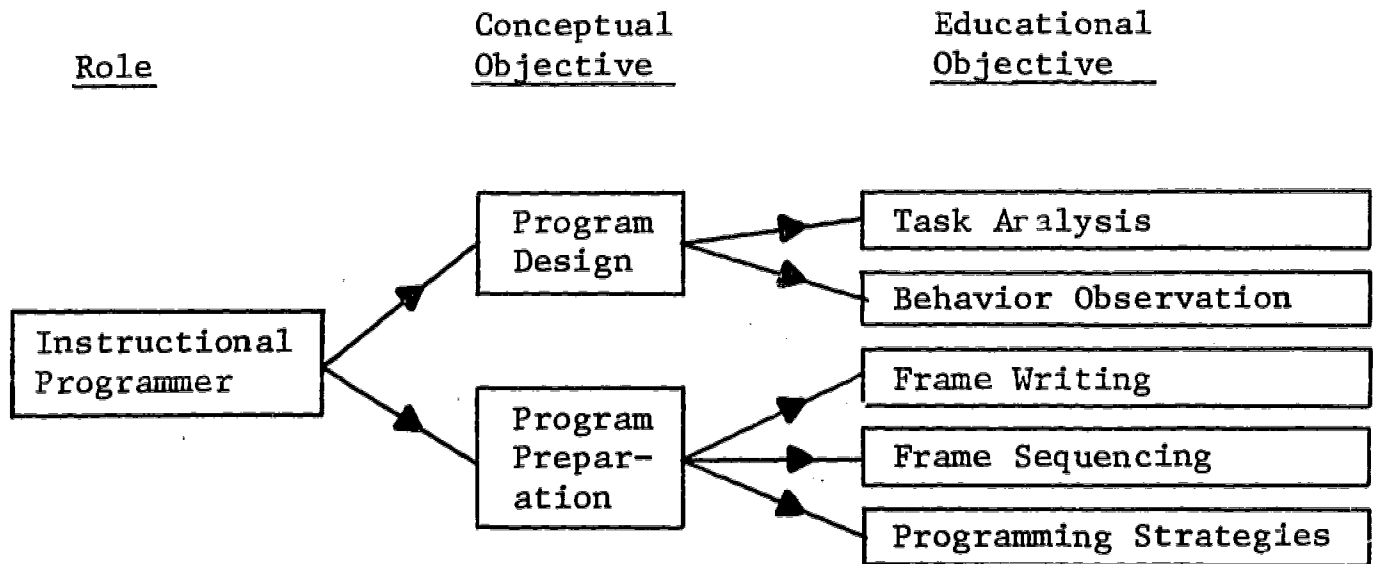 Role
Conceptual
Objective
Educational
Objective
Instructional
Programmer
Program
Design
Program
Prepar-
ation
Task Analysis
Behavior Observation
Frame Writing
Frame Sequencing
Programming Strategies